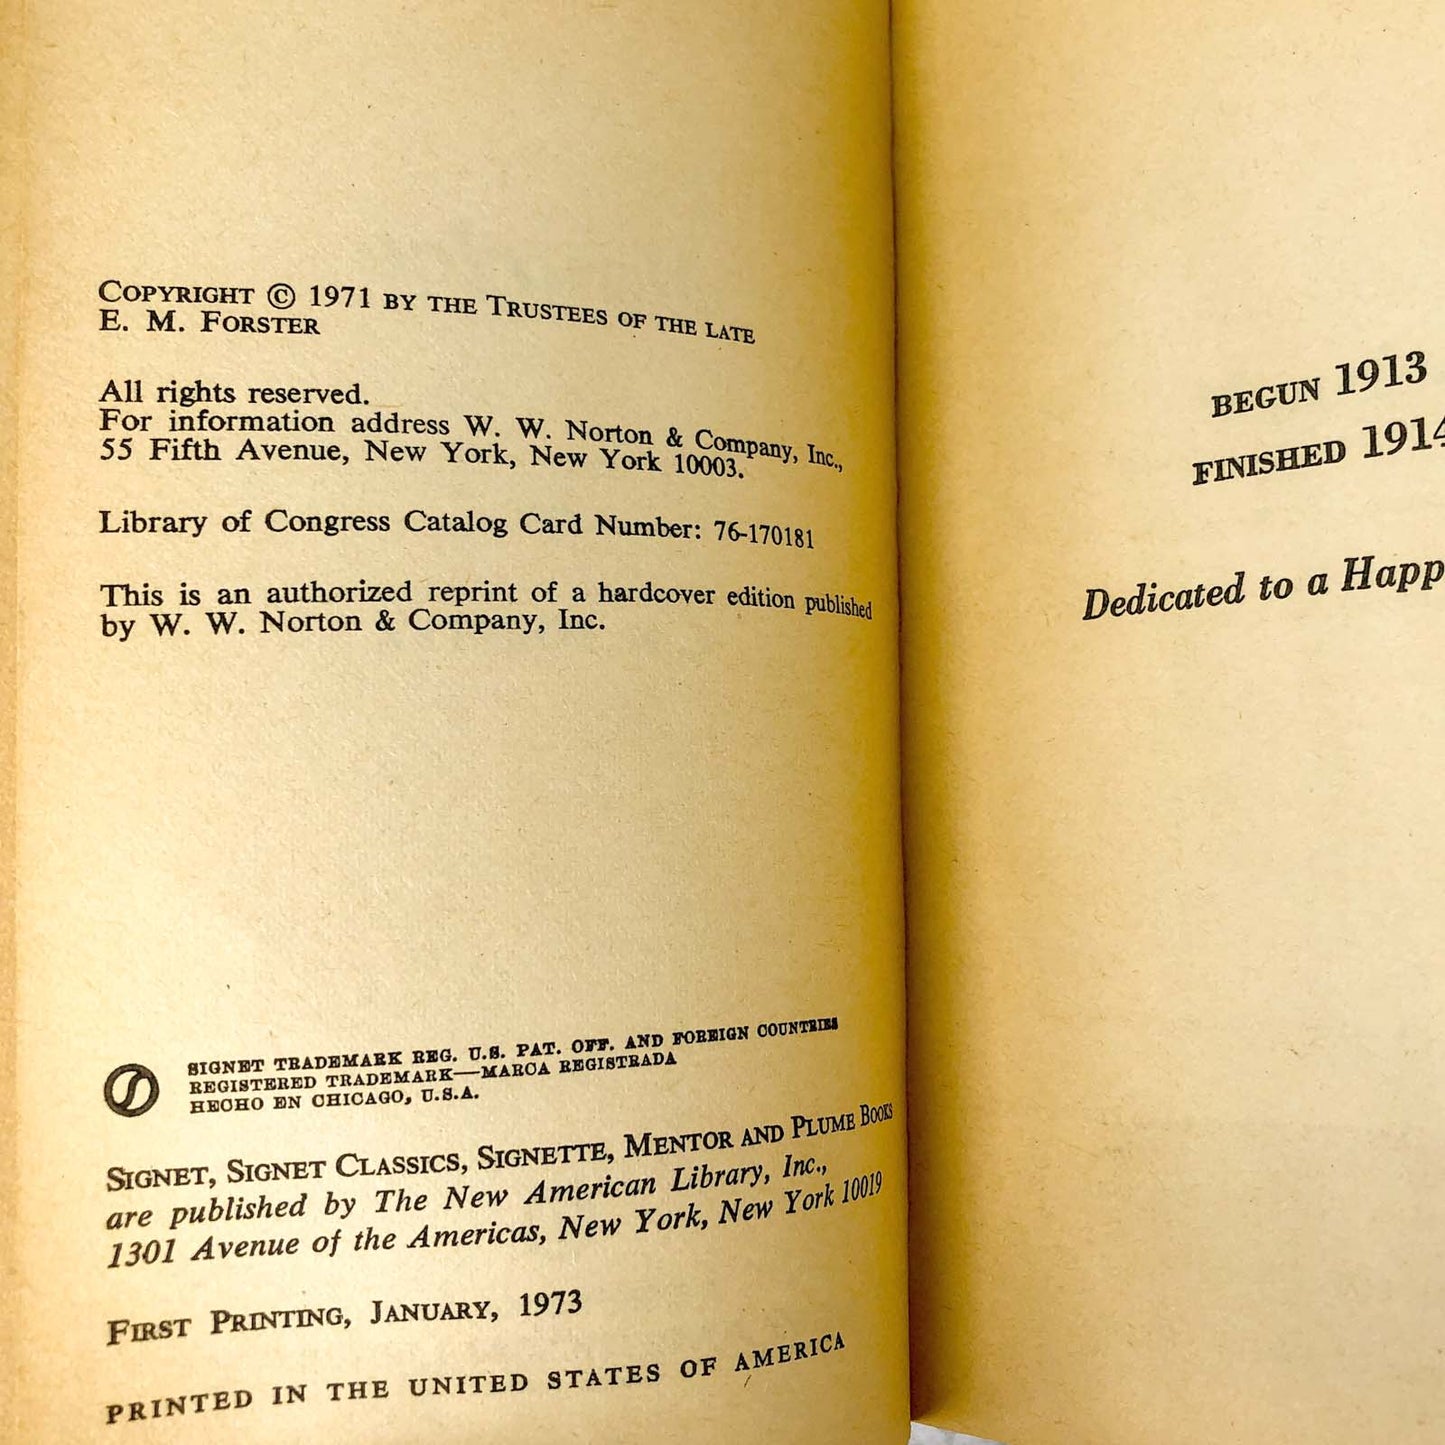 COPYRIGHT © 1971 BY THE TRUSTEES OF THE LATE
E. M. FORSTER
All rights reserved.
For information address W. W. Norton & Company, Inc.,
55 Fifth Avenue, New York, New York 10003.
Library of Congress Catalog Card Number: 76-170181
This is an authorized reprint of a hardcover edition published
by W. W. Norton & Company, Inc.
SIGNET TRADEMARK REG. U.S. PAT. OFF. AND FOREIGN COUNTRIES
REGISTERED TRADEMARK—MARCA REGISTRADA
HECHO EN CHICAGO, U.S.A.
SIGNET, SIGNET CLASSICS, SIGNETTE, MENTOR AND PLUME BOOKS
are published by The New American Library, Inc.,
1301 Avenue of the Americas, New York, New York 10019
FIRST PRINTING, JANUARY, 1973
PRINTED IN THE UNITED STATES OF AMERICA
BEGUN 1913
FINISHED 1914
Dedicated to a Happ